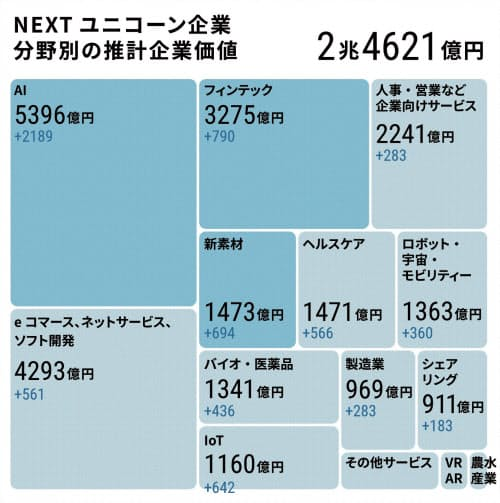 NEXT ユニコーン企業
分野別の推計企業価値
2兆4621億円
AI
5396億円
+2189
フィンテック
3275億円
+790
人事・営業など
企業向けサービス
2241億円
+283
新素材
1473億円
+694
ヘルスケア
1471億円
+566
ロボット・
宇宙・
モビリティー
1363億円
+360
eコマース、ネットサービス、
ソフト開発
4293億円
+561
バイオ・医薬品
1341億円
+436
製造業
969億円
+283
シェア
リング
911億円
+183
IoT
1160億円
+642
その他サービス
VR
AR
農水
産業